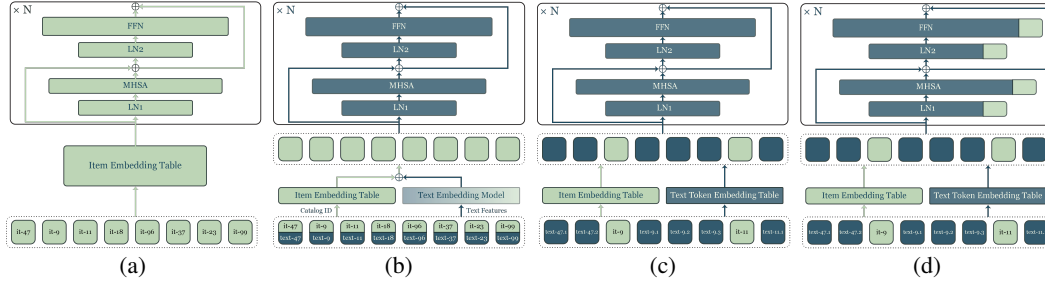 × N
FFN
LN2
MHSA
LN1
Item Embedding Table
it-47 it-9 it-11 it-18 it-96 it-37 it-23 it-99
(a)
× N
FFN
LN2
MHSA
LN1
Item Embedding Table
Text Embedding Model
Catalog ID
Text Features
it-47 it-9 it-11 it-18 it-96 it-37 it-23 it-99
text-47 text-9 text-11 text-18 text-96 text-37 text-23 text-99
(b)
× N
FFN
LN2
MHSA
LN1
Item Embedding Table
Text Token Embedding Table
text-47.1 text-47.2 it-9 text-9.1 text-9.2 text-9.3 it-11 text-11.1
(c)
× N
FFN
LN2
MHSA
LN1
Item Embedding Table
Text Token Embedding Table
text-47.1 text-47.2 it-9 text-9.1 text-9.2 text-9.3 it-11
(d)